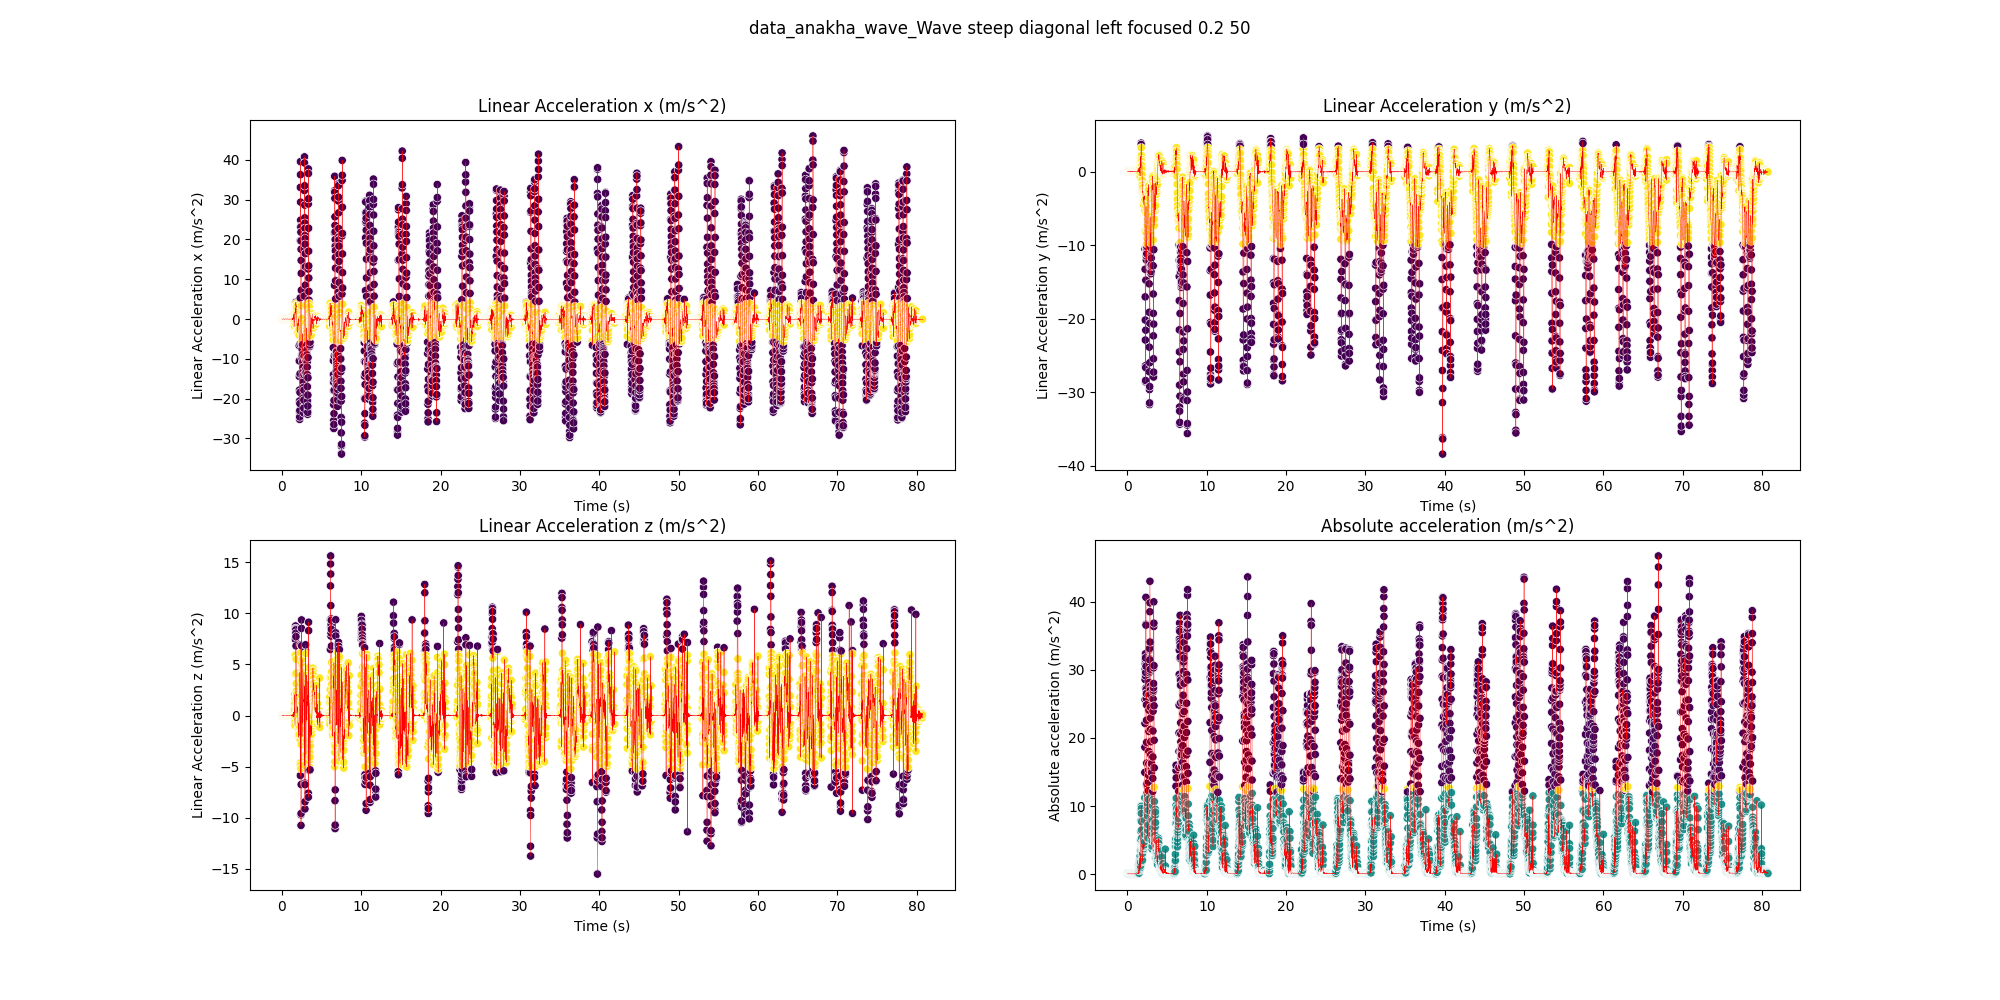 data_anakha_wave_Wave steep diagonal left focused 0.2 50
Linear Acceleration x (m/s^2)
Linear Acceleration x (m/s^2)
40
30
20
10
0
−10
−20
−30
0 10 20 30 40 50 60 70 80
Time (s)
Linear Acceleration y (m/s^2)
Linear Acceleration y (m/s^2)
0
−10
−20
−30
−40
0 10 20 30 40 50 60 70 80
Time (s)
Linear Acceleration z (m/s^2)
Linear Acceleration z (m/s^2)
15
10
5
0
−5
−10
−15
0 10 20 30 40 50 60 70 80
Time (s)
Absolute acceleration (m/s^2)
Absolute acceleration (m/s^2)
40
30
20
10
0
0 10 20 30 40 50 60 70 80
Time (s)